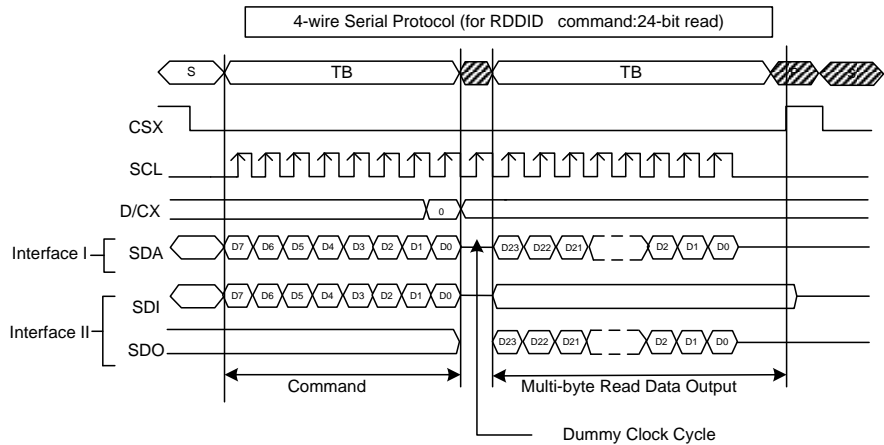 4-wire Serial Protocol (for RDDID command:24-bit read)
S TB TB P S
CSX
SCL
D/CX 0
Interface I SDA D7 D6 D5 D4 D3 D2 D1 D0 D23 D22 D21 D2 D1 D0
SDI D7 D6 D5 D4 D3 D2 D1 D0
Interface II
SDO D23 D22 D21 D2 D1 D0
Command Multi-byte Read Data Output
Dummy Clock Cycle